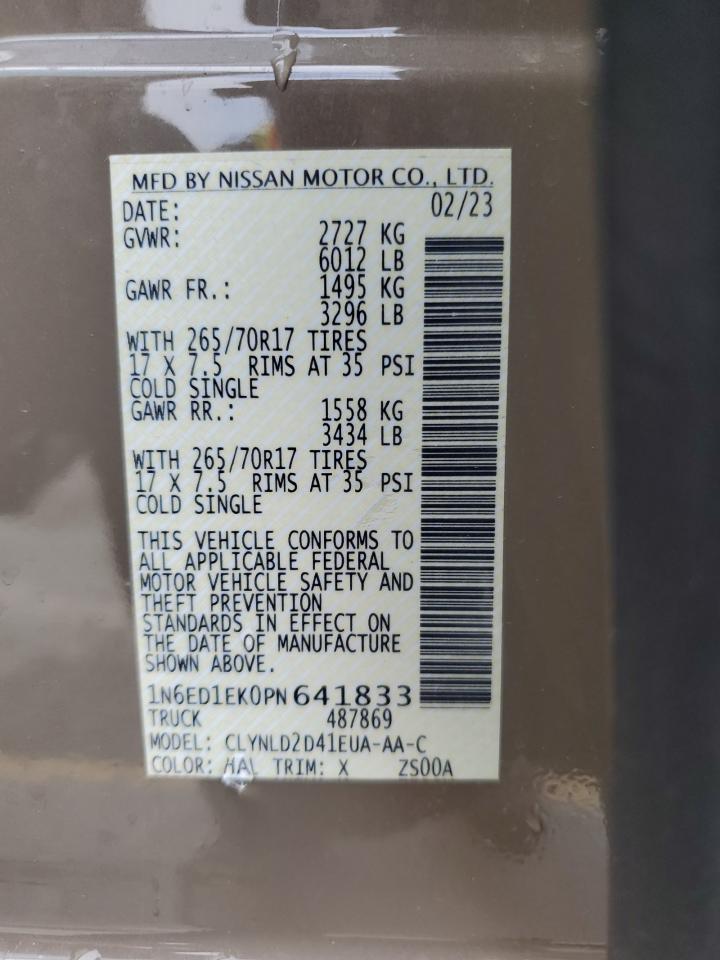 MFD BY NISSAN MOTOR CO., LTD.
DATE: 02/23
GVWR: 2727 KG
6012 LB
GAWR FR.: 1495 KG
3296 LB
WITH 265/70R17 TIRES
17 X 7.5 RIMS AT 35 PSI
COLD SINGLE
GAWR RR.: 1558 KG
3434 LB
WITH 265/70R17 TIRES
17 X 7.5 RIMS AT 35 PSI
COLD SINGLE
THIS VEHICLE CONFORMS TO
ALL APPLICABLE FEDERAL
MOTOR VEHICLE SAFETY AND
THEFT PREVENTION
STANDARDS IN EFFECT ON
THE DATE OF MANUFACTURE
SHOWN ABOVE.
1N6ED1EK0PN641833
TRUCK 487869
MODEL: CLYNLD2D41EUA-AA-C
COLOR: HAL TRIM: X ZS00A